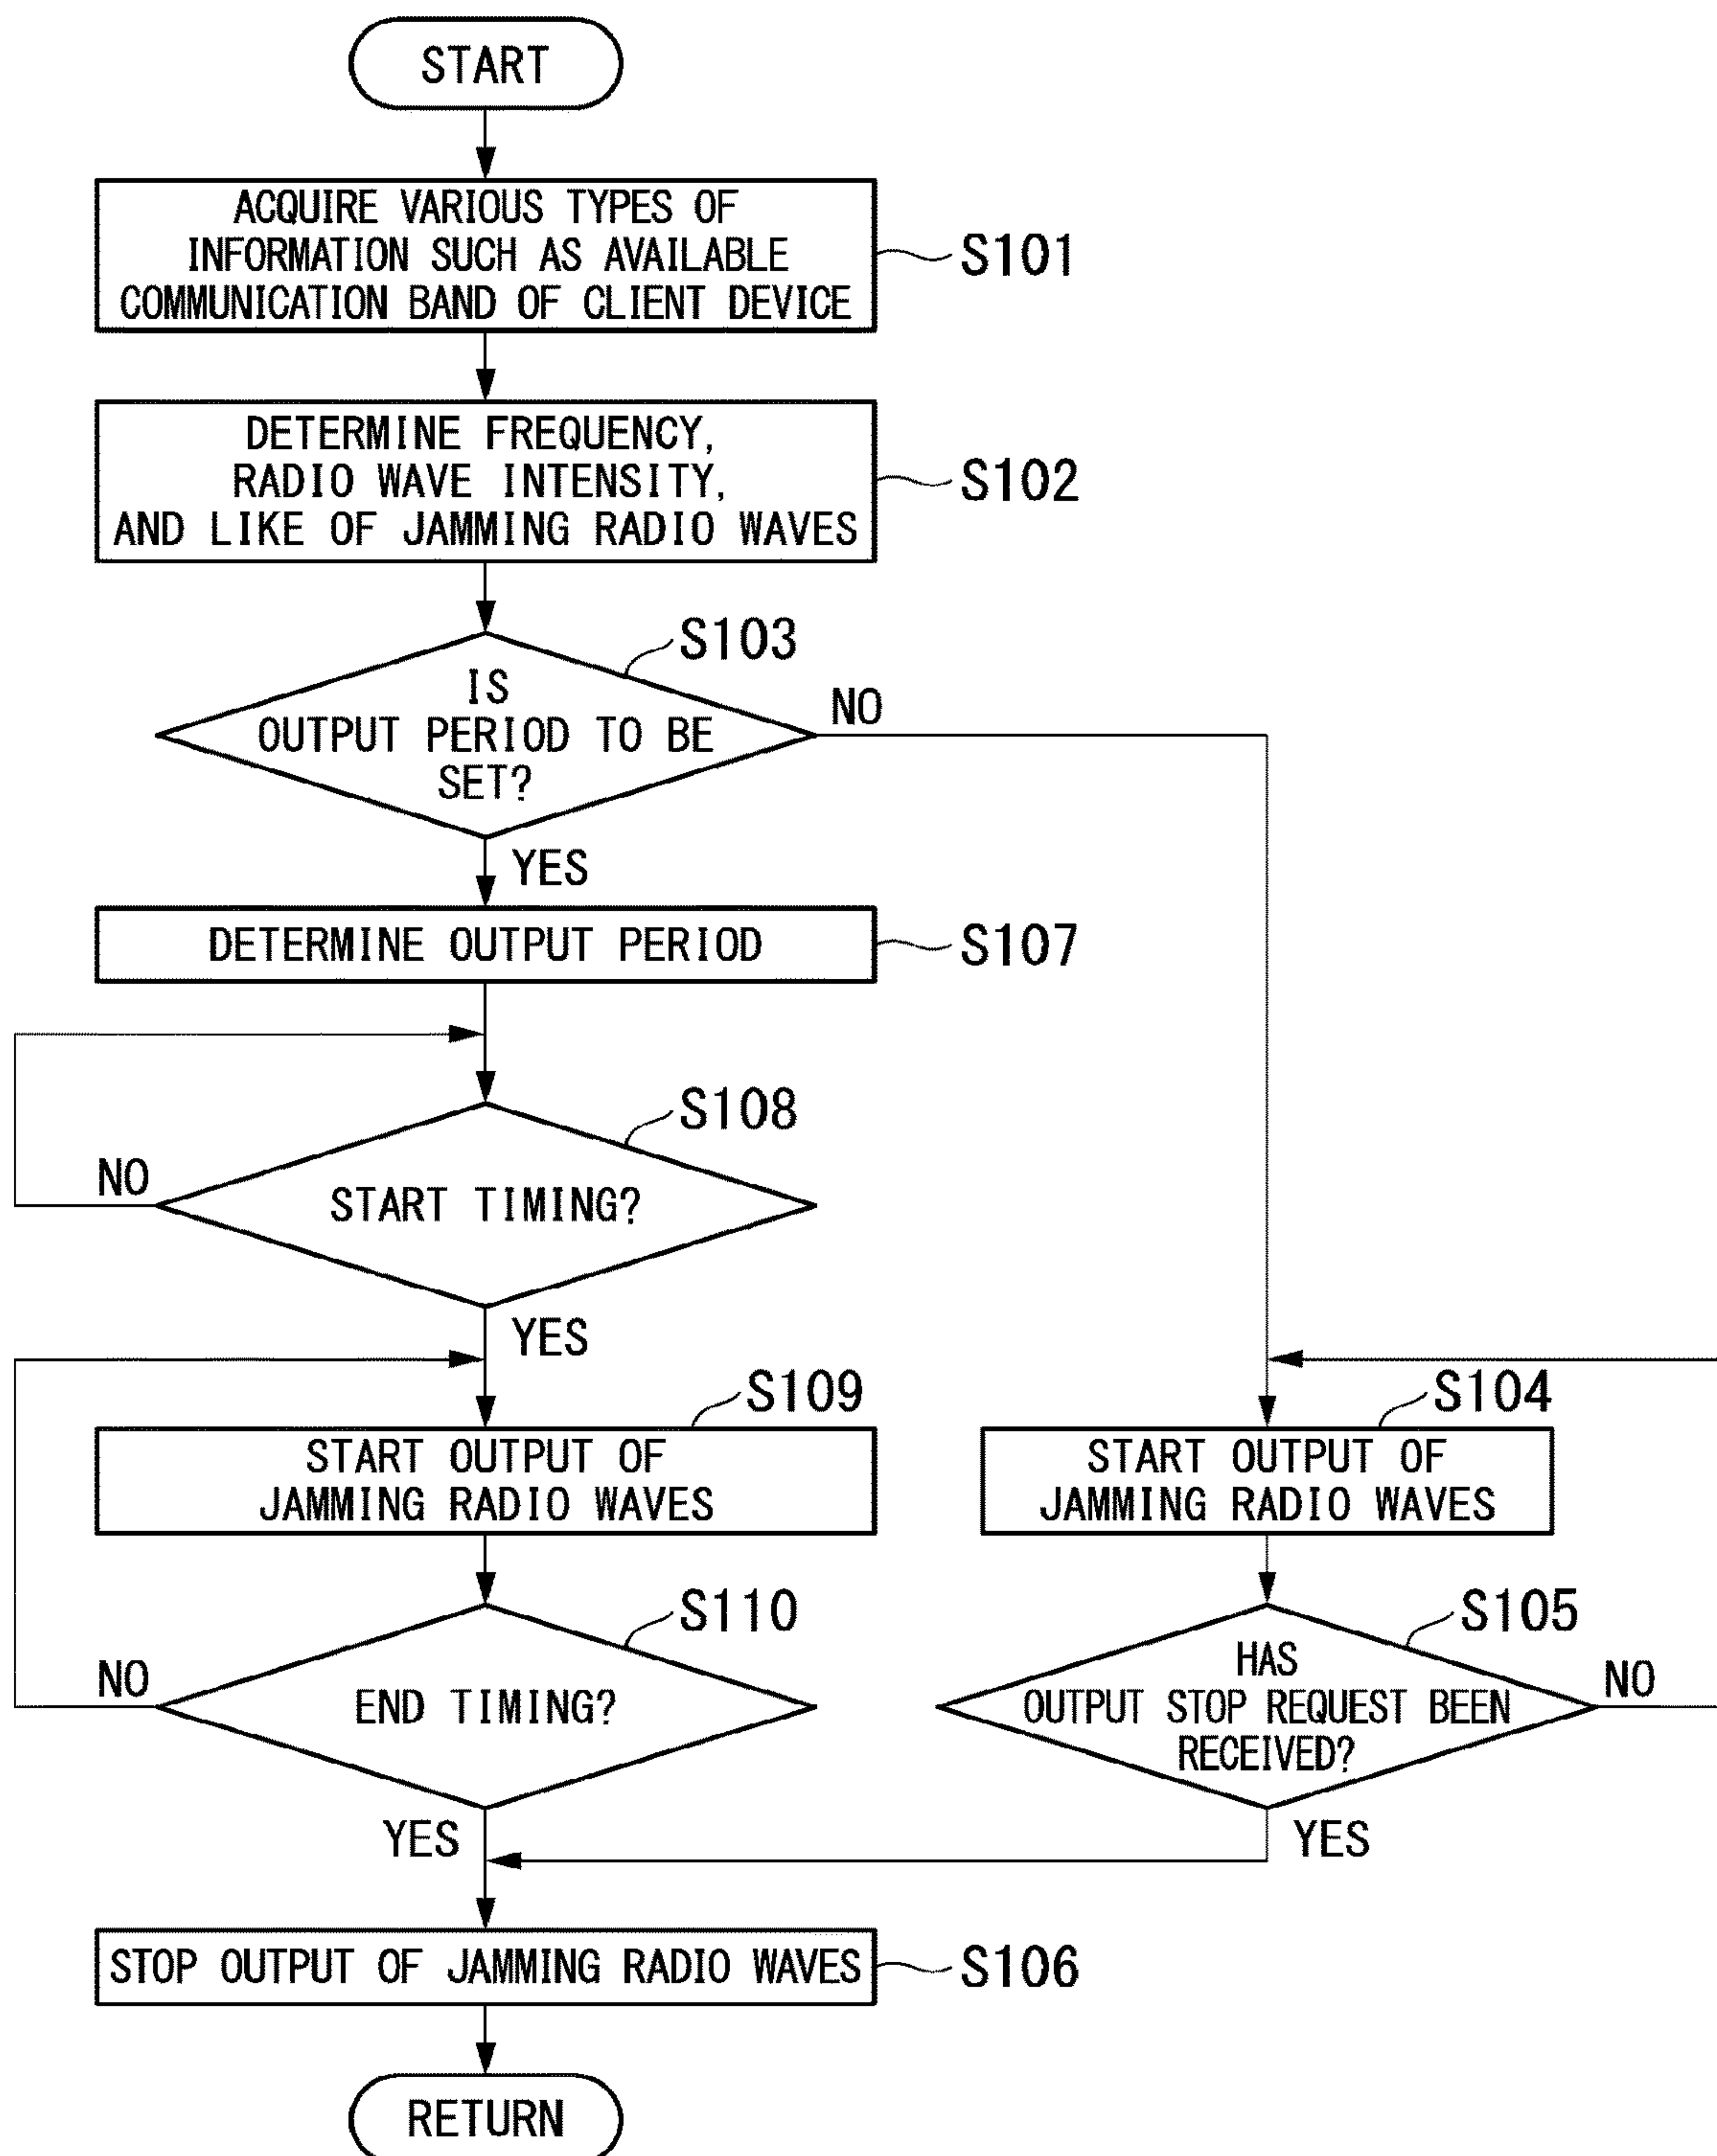 START
ACQUIRE VARIOUS TYPES OF
INFORMATION SUCH AS AVAILABLE
COMMUNICATION BAND OF CLIENT DEVICE
S101
DETERMINE FREQUENCY,
RADIO WAVE INTENSITY,
AND LIKE OF JAMMING RADIO WAVES
S102
S103
IS
OUTPUT PERIOD TO BE
SET?
NO
YES
DETERMINE OUTPUT PERIOD
S107
S108
START TIMING?
NO
YES
S109
START OUTPUT OF
JAMMING RADIO WAVES
S104
START OUTPUT OF
JAMMING RADIO WAVES
S110
END TIMING?
NO
YES
S105
HAS
OUTPUT STOP REQUEST BEEN
RECEIVED?
NO
YES
STOP OUTPUT OF JAMMING RADIO WAVES
S106
RETURN